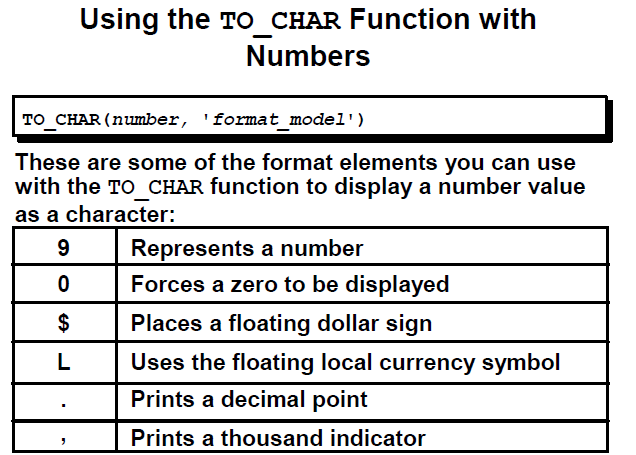 Using the TO_CHAR Function with
Numbers
TO_CHAR(number, 'format_model')
These are some of the format elements you can use
with the TO_CHAR function to display a number value
as a character:
9 Represents a number
0 Forces a zero to be displayed
$ Places a floating dollar sign
L Uses the floating local currency symbol
. Prints a decimal point
, Prints a thousand indicator